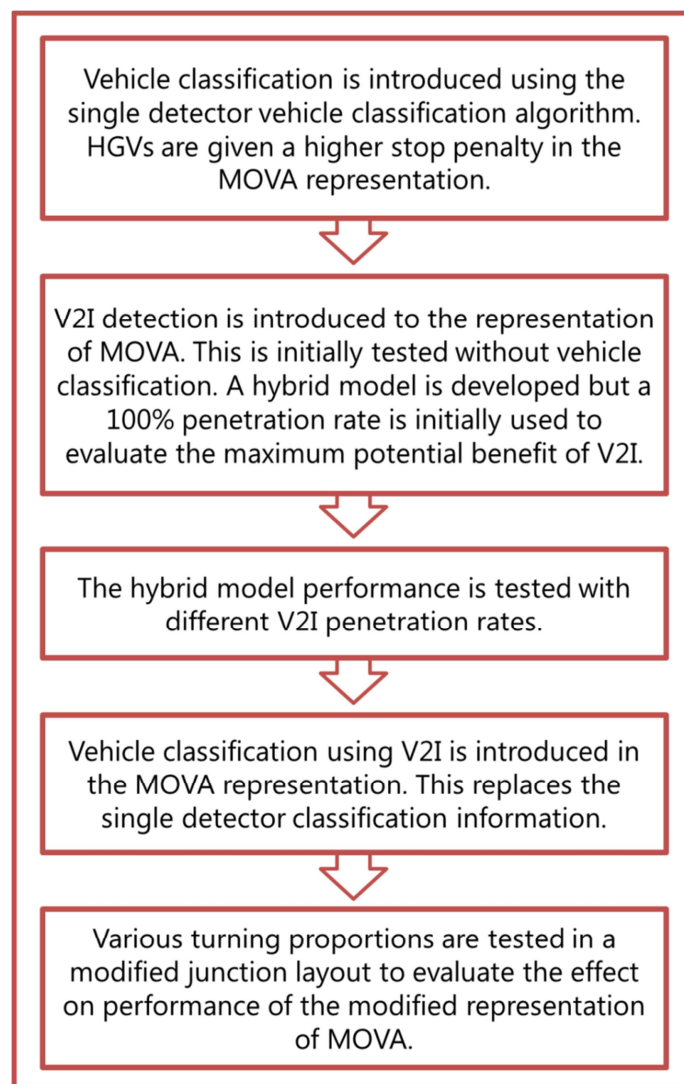 Vehicle classification is introduced using the
single detector vehicle classification algorithm.
HGVs are given a higher stop penalty in the
MOVA representation.
V2I detection is introduced to the representation
of MOVA. This is initially tested without vehicle
classification. A hybrid model is developed but a
100% penetration rate is initially used to
evaluate the maximum potential benefit of V2I.
The hybrid model performance is tested with
different V2I penetration rates.
Vehicle classification using V2I is introduced in
the MOVA representation. This replaces the
single detector classification information.
Various turning proportions are tested in a
modified junction layout to evaluate the effect
on performance of the modified representation
of MOVA.